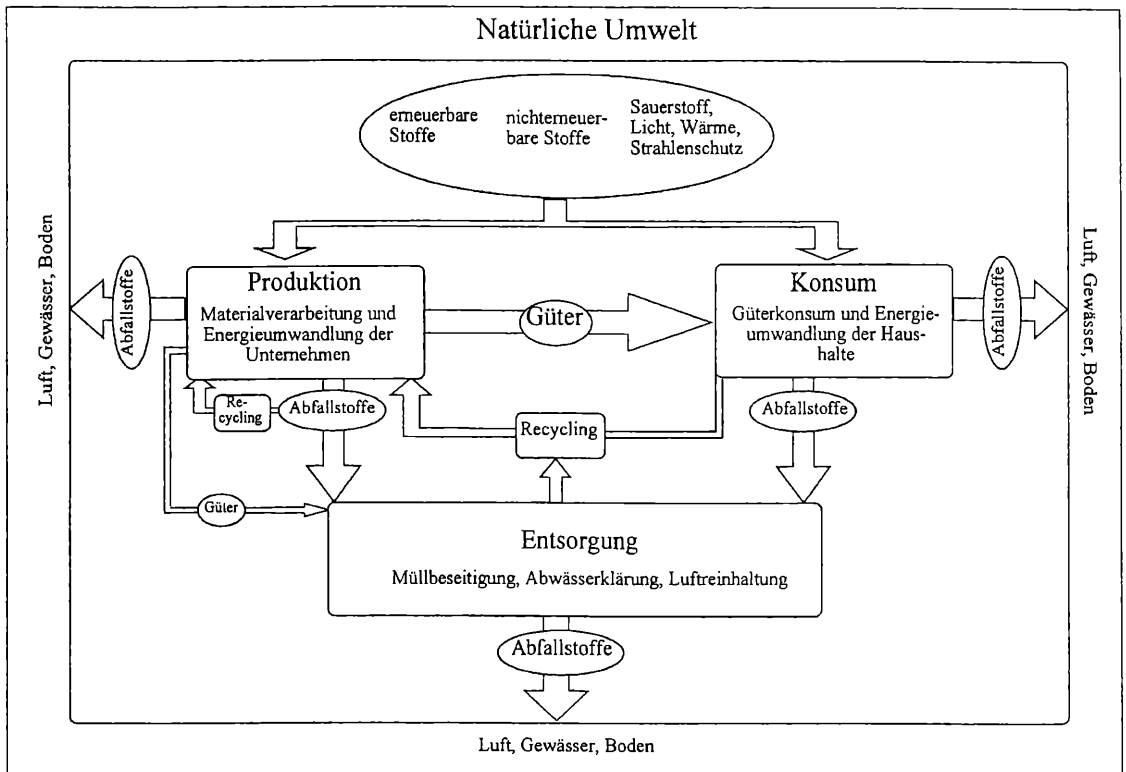 Natürliche Umwelt
erneuerbare
Stoffe
nichterneuer-
bare Stoffe
Sauerstoff,
Licht, Wärme,
Strahlenschutz
Luft, Gewässer, Boden
Abfallstoffe
Produktion
Materialverarbeitung und
Energieumwandlung der
Unternehmen
Güter
Konsum
Güterkonsum und Energie-
umwandlung der Haus-
halte
Abfallstoffe
Luft, Gewässer, Boden
Re-
cycling
Abfallstoffe
Recycling
Abfallstoffe
Güter
Entsorgung
Müllbeseitigung, Abwässerklärung, Luftreinhaltung
Abfallstoffe
Luft, Gewässer, Boden